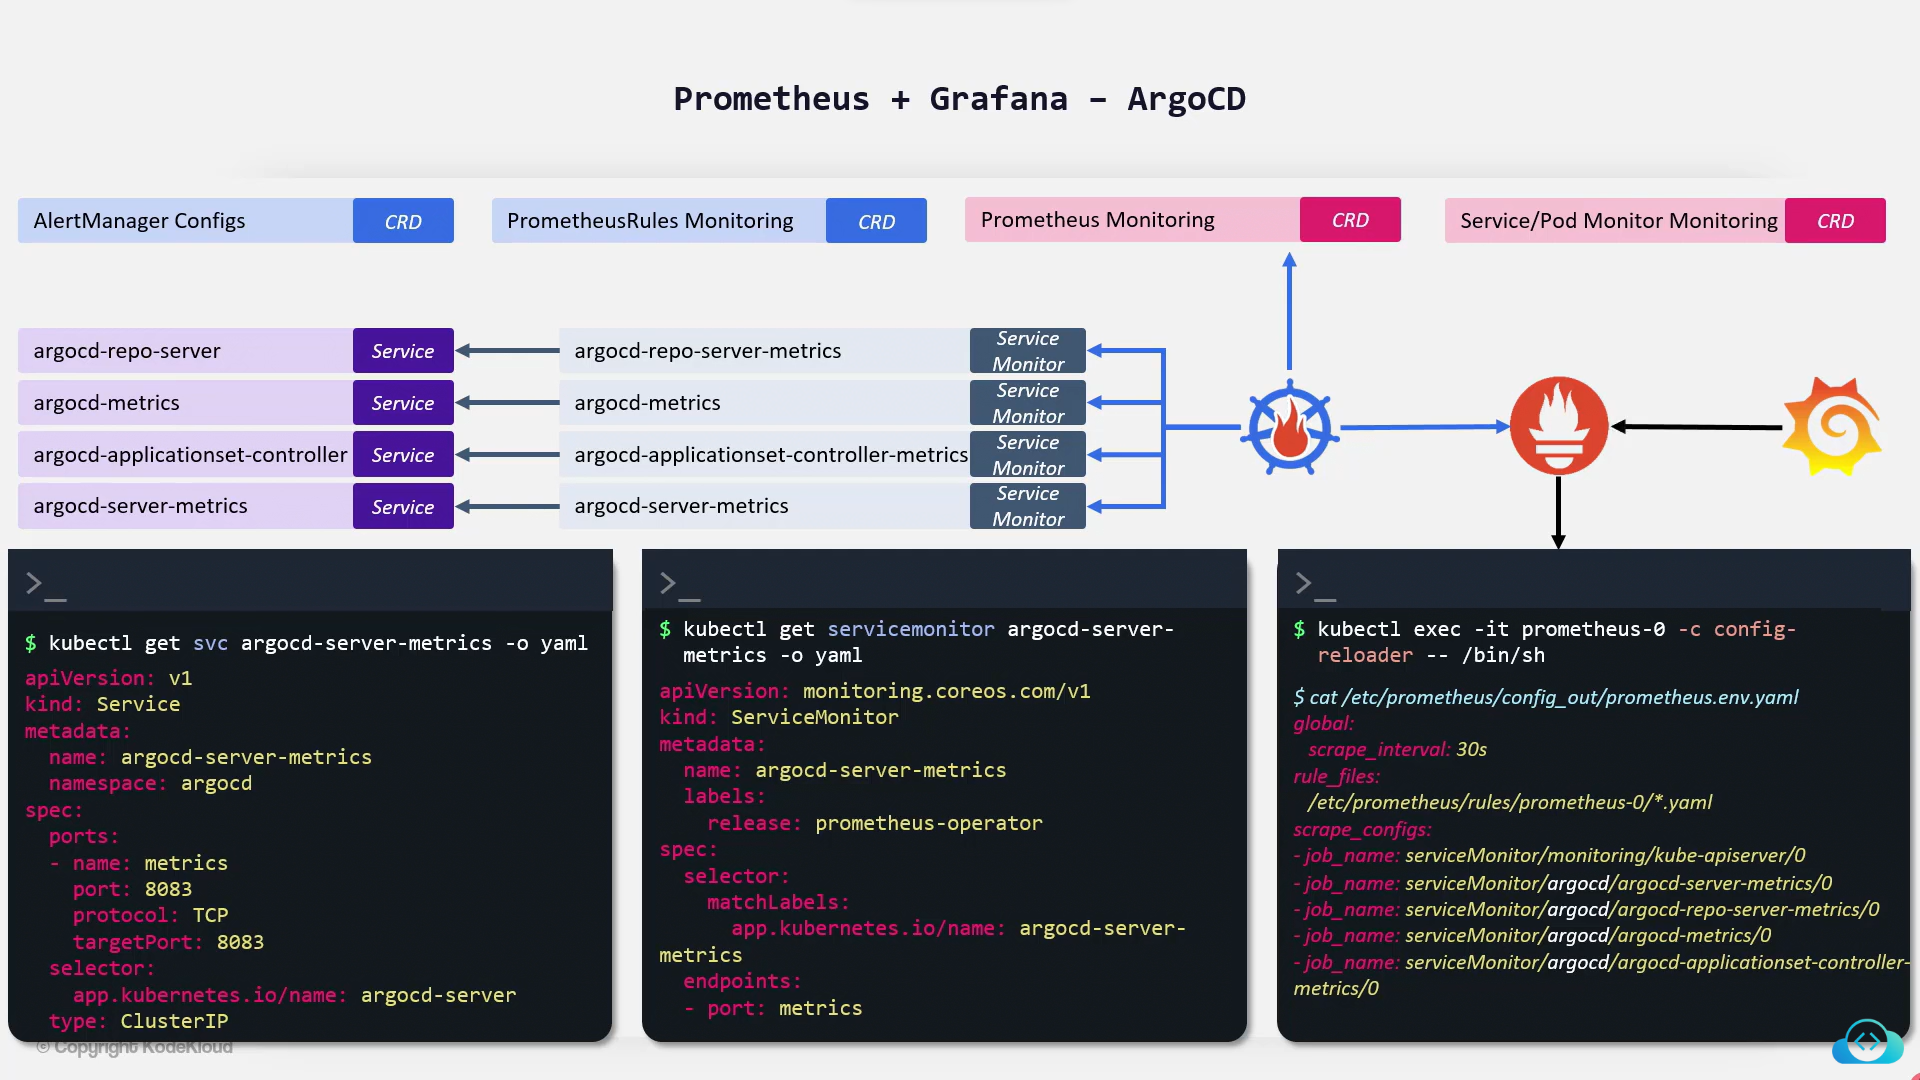 Prometheus + Grafana – ArgoCD
AlertManager Configs CRD
PrometheusRules Monitoring CRD
Prometheus Monitoring CRD
Service/Pod Monitor Monitoring CRD
argocd-repo-server Service
argocd-repo-server-metrics Service Monitor
argocd-metrics Service
argocd-metrics Service Monitor
argocd-applicationset-controller Service
argocd-applicationset-controller-metrics Service Monitor
argocd-server-metrics Service
argocd-server-metrics Service Monitor
>_
$ kubectl get svc argocd-server-metrics -o yaml
apiVersion: v1
kind: Service
metadata:
  name: argocd-server-metrics
  namespace: argocd
spec:
  ports:
  - name: metrics
    port: 8083
    protocol: TCP
    targetPort: 8083
  selector:
    app.kubernetes.io/name: argocd-server
  type: ClusterIP
>_
$ kubectl get servicemonitor argocd-server-
metrics -o yaml
apiVersion: monitoring.coreos.com/v1
kind: ServiceMonitor
metadata:
  name: argocd-server-metrics
  labels:
    release: prometheus-operator
spec:
  selector:
    matchLabels:
      app.kubernetes.io/name: argocd-server-
metrics
  endpoints:
  - port: metrics
>_
$ kubectl exec -it prometheus-0 -c config-
reloader -- /bin/sh
$ cat /etc/prometheus/config_out/prometheus.env.yaml
global:
  scrape_interval: 30s
rule_files:
  /etc/prometheus/rules/prometheus-0/*.yaml
scrape_configs:
- job_name: serviceMonitor/monitoring/kube-apiserver/0
- job_name: serviceMonitor/argocd/argocd-server-metrics/0
- job_name: serviceMonitor/argocd/argocd-repo-server-metrics/0
- job_name: serviceMonitor/argocd/argocd-metrics/0
- job_name: serviceMonitor/argocd/argocd-applicationset-controller-
metrics/0
© Copyright KodeKloud